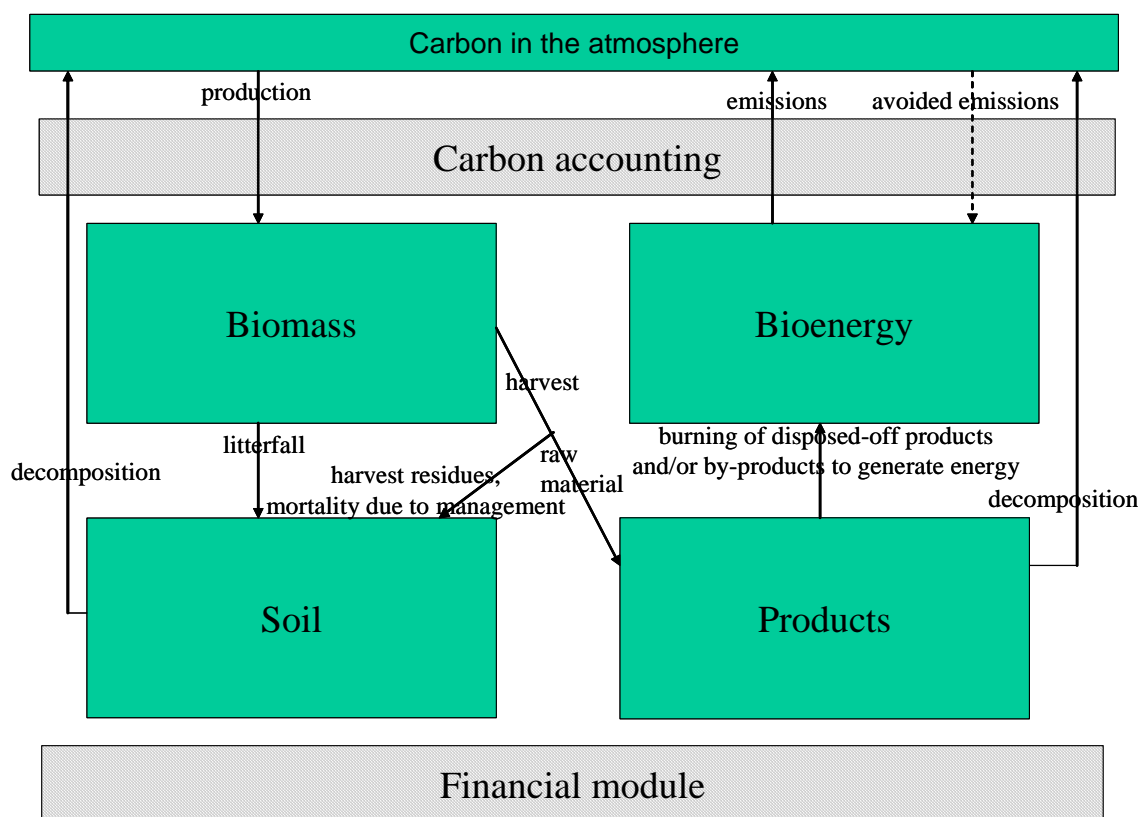 Carbon in the atmosphere
production
emissions
avoided emissions
Carbon accounting
Biomass
Bioenergy
harvest
litterfall
burning of disposed-off products
and/or by-products to generate energy
decomposition
harvest residues,
mortality due to management
raw
material
decomposition
Soil
Products
Financial module